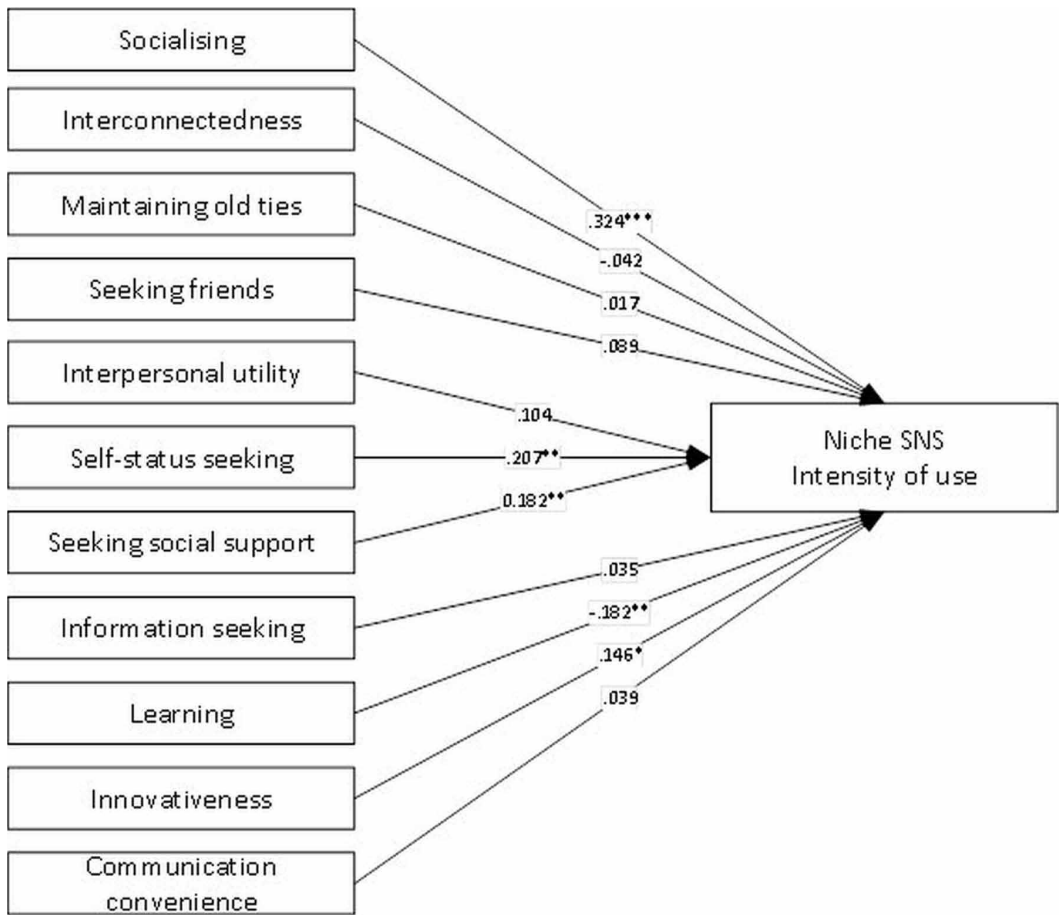 Socialising
Interconnectedness
Maintaining old ties
Seeking friends
Interpersonal utility
Self-status seeking
Seeking social support
Information seeking
Learning
Innovativeness
Communication
convenience
.324***
-.042
.017
.089
.104
.207**
0.182**
.035
-.182**
.146*
.039
Niche SNS
Intensity of use